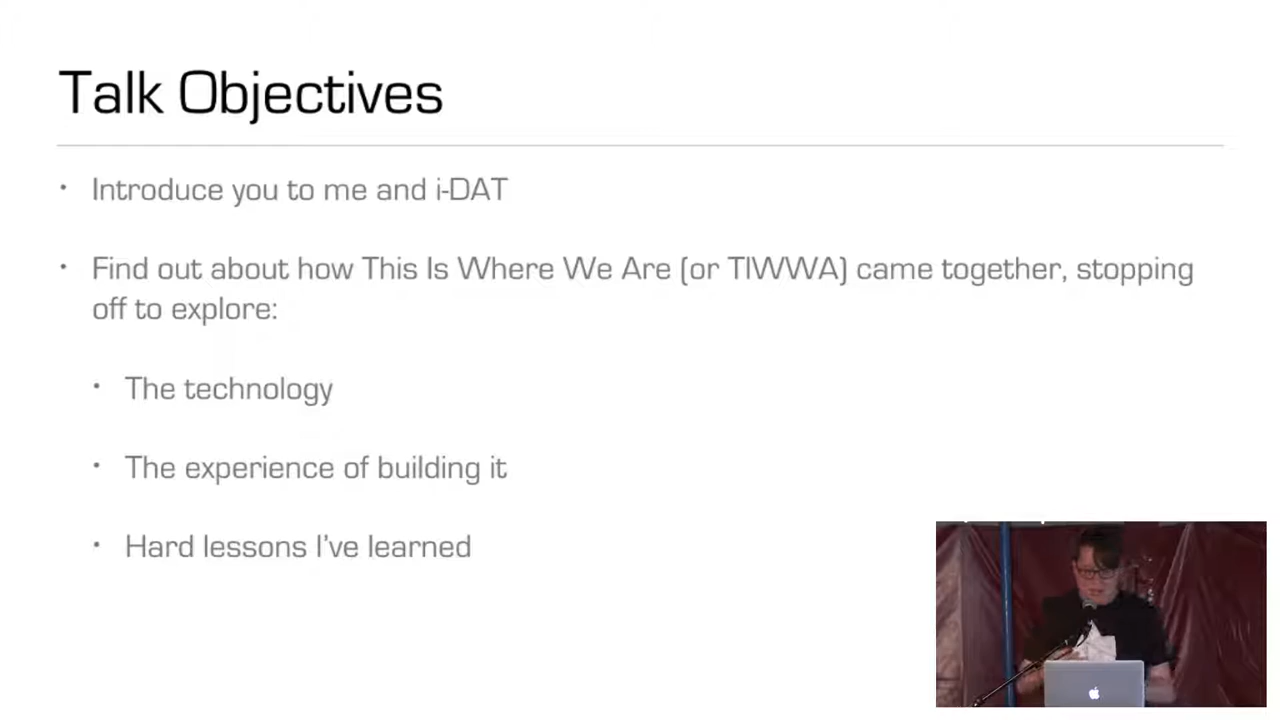 Talk Objectives
• Introduce you to me and i-DAT
• Find out about how This Is Where We Are (or TIWWA) came together, stopping
off to explore:
• The technology
• The experience of building it
• Hard lessons I've learned